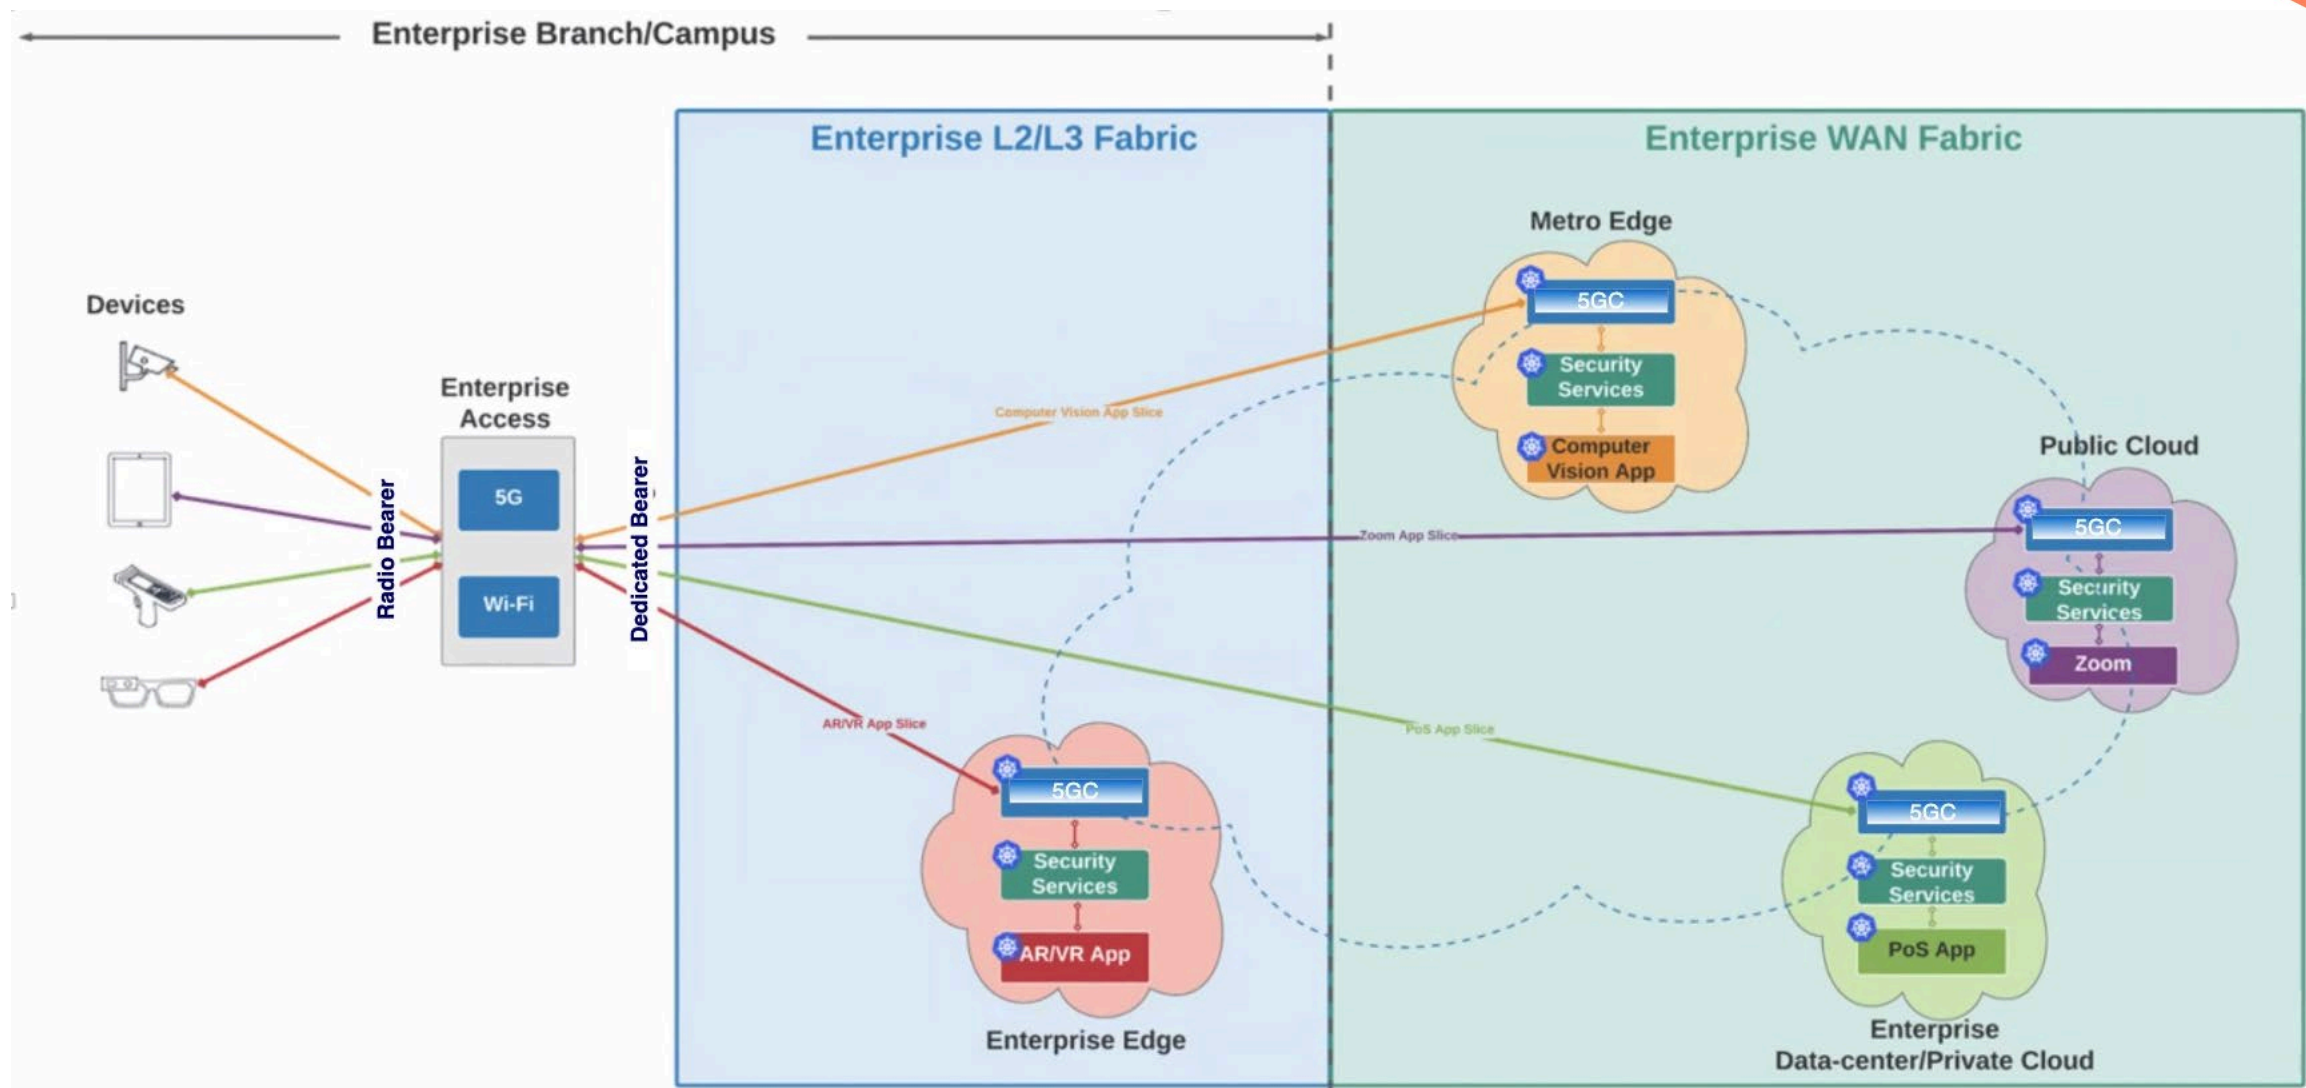 Enterprise Branch/Campus
Enterprise L2/L3 Fabric
Enterprise WAN Fabric
Metro Edge
5GC
Security
Services
Computer
Vision App
Devices
Enterprise
Access
5G
Wi-Fi
Radio Bearer
Dedicated Bearer
Computer Vision App Slice
Zoom App Slice
AR/VR App Slice
PoS App Slice
Public Cloud
5GC
Security
Services
Zoom
5GC
Security
Services
AR/VR App
Enterprise Edge
5GC
Security
Services
PoS App
Enterprise
Data-center/Private Cloud